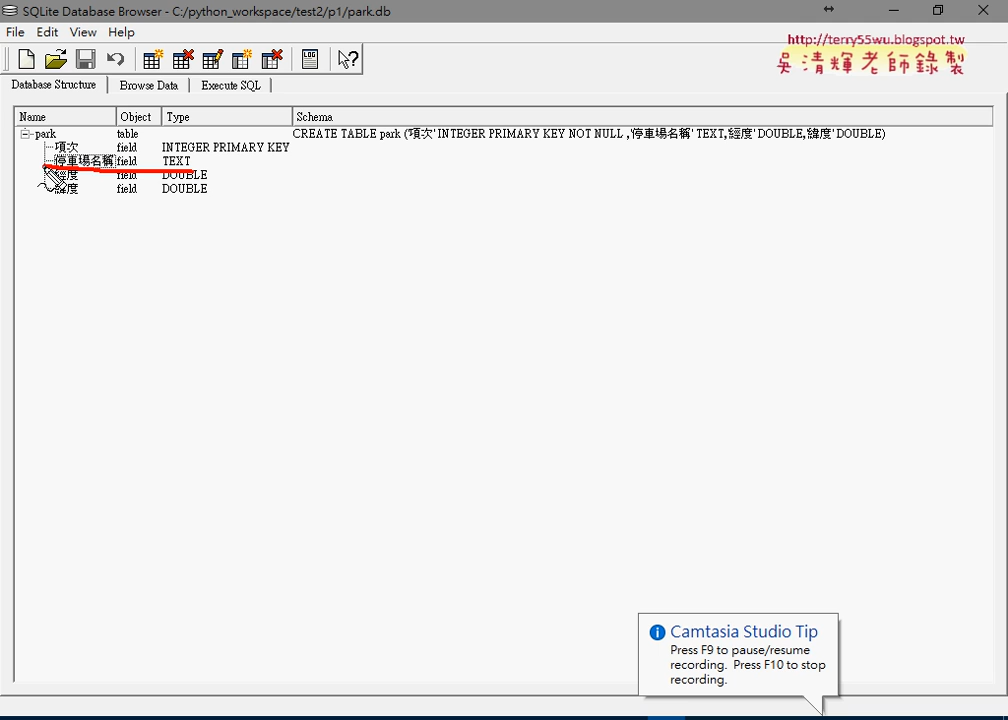 SQLite Database Browser - C:/python_workspace/test2/p1/park.db
File Edit View Help
http://terry55wu.blogspot.tw
吳清輝老師錄製
LOG
Database Structure Browse Data Execute SQL
Name Object Type Schema
park table CREATE TABLE park ('項次' INTEGER PRIMARY KEY NOT NULL ,'停車場名稱' TEXT,'經度' DOUBLE,'緯度' DOUBLE)
項次 field INTEGER PRIMARY KEY
停車場名稱 field TEXT
經度 field DOUBLE
緯度 field DOUBLE
Camtasia Studio Tip
Press F9 to pause/resume
recording. Press F10 to stop
recording.